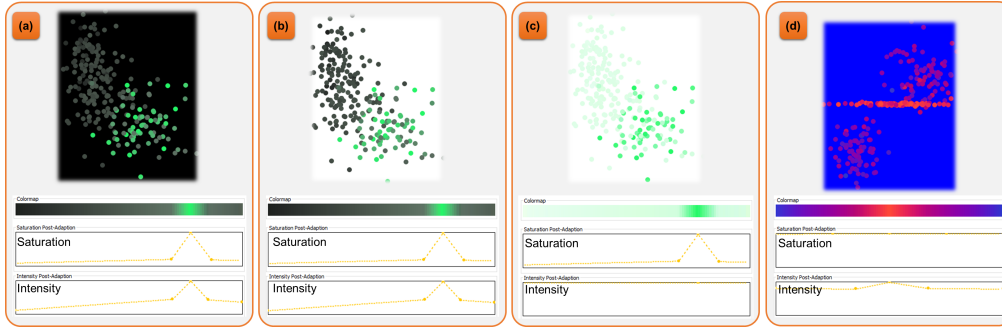 (a)
Colormap
Saturation Post-Adaption
Saturation
Intensity Post-Adaption
Intensity
(b)
Colormap
Saturation Post-Adaption
Saturation
Intensity Post-Adaption
Intensity
(c)
Colormap
Saturation Post-Adaption
Saturation
Intensity Post-Adaption
Intensity
(d)
Colormap
Saturation Post-Adaption
Saturation
Intensity Post-Adaption
Intensity